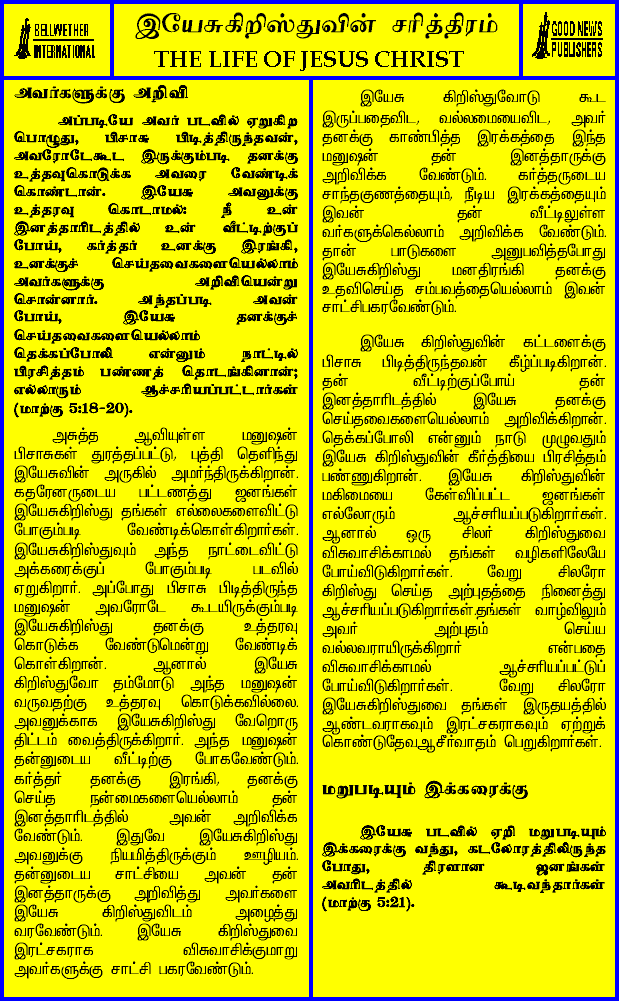 BELLWETHER
INTERNATIONAL
இயேசுகிறிஸ்துவின் சரித்திரம்
THE LIFE OF JESUS CHRIST
GOOD NEWS
PUBLISHERS
அவர்களுக்கு அறிவி
அப்படியே அவர் படவில் ஏறுகிற
பொழுது, பிசாசு பிடித்திருந்தவன்,
அவரோடேகூட இருக்கும்படி தனக்கு
உத்தரவுகொடுக்க அவரை வேண்டிக்
கொண்டான். இயேசு அவனுக்கு
உத்தரவு கொடாமல்: நீ உன்
இனத்தாரிடத்தில் உன் வீட்டிற்குப்
போய், கர்த்தர் உனக்கு இரங்கி,
உனக்குச் செய்தவைகளையெல்லாம்
அவர்களுக்கு அறிவியென்று
சொன்னார். அந்தப்படி அவன்
போய், இயேசு தனக்குச்
செய்தவைகளையெல்லாம்
தெக்கப்போலி என்னும் நாட்டில்
பிரசித்தம் பண்ணத் தொடங்கினான்;
எல்லாரும் ஆச்சரியப்பட்டார்கள்
(மாற்கு 5:18-20).
அசுத்த ஆவியுள்ள மனுஷன்
பிசாசுகள் துரத்தப்பட்டு, புத்தி தெளிந்து
இயேசுவின் அருகில் அமர்ந்திருக்கிறான்.
கதரேனருடைய பட்டணத்து ஜனங்கள்
இயேசுகிறிஸ்து தங்கள் எல்லைகளைவிட்டு
போகும்படி வேண்டிக்கொள்கிறார்கள்.
இயேசுகிறிஸ்துவும் அந்த நாட்டைவிட்டு
அக்கரைக்குப் போகும்படி படவில்
ஏறுகிறார். அப்போது பிசாசு பிடித்திருந்த
மனுஷன் அவரோடே கூடயிருக்கும்படி
இயேசுகிறிஸ்து தனக்கு உத்தரவு
கொடுக்க வேண்டுமென்று வேண்டிக்
கொள்கிறான். ஆனால் இயேசு
கிறிஸ்துவோ தம்மோடு அந்த மனுஷன்
வருவதற்கு உத்தரவு கொடுக்கவில்லை.
அவனுக்காக இயேசுகிறிஸ்து வேறொரு
திட்டம் வைத்திருக்கிறார். அந்த மனுஷன்
தன்னுடைய வீட்டிற்கு போகவேண்டும்.
கர்த்தர் தனக்கு இரங்கி, தனக்கு
செய்த நன்மைகளையெல்லாம் தன்
இனத்தாரிடத்தில் அவன் அறிவிக்க
வேண்டும். இதுவே இயேசுகிறிஸ்து
அவனுக்கு நியமித்திருக்கும் ஊழியம்.
தன்னுடைய சாட்சியை அவன் தன்
இனத்தாருக்கு அறிவித்து அவர்களை
இயேசு கிறிஸ்துவிடம் அழைத்து
வரவேண்டும். இயேசு கிறிஸ்துவை
இரட்சகராக விசுவாசிக்குமாறு
அவர்களுக்கு சாட்சி பகரவேண்டும்.
இயேசு கிறிஸ்துவோடு கூட
இருப்பதைவிட, வல்லமையைவிட, அவர்
தனக்கு காண்பித்த இரக்கத்தை இந்த
மனுஷன் தன் இனத்தாருக்கு
அறிவிக்க வேண்டும். கர்த்தருடைய
சாந்தகுணத்தையும், நீடிய இரக்கத்தையும்
இவன் தன் வீட்டிலுள்ள
வர்களுக்கெல்லாம் அறிவிக்க வேண்டும்.
தான் பாடுகளை அனுபவித்தபோது
இயேசுகிறிஸ்து மனதிரங்கி தனக்கு
உதவிசெய்த சம்பவத்தையெல்லாம் இவன்
சாட்சிபகரவேண்டும்.
இயேசு கிறிஸ்துவின் கட்டளைக்கு
பிசாசு பிடித்திருந்தவன் கீழ்ப்படிகிறான்.
தன் வீட்டிற்குப்போய் தன்
இனத்தாரிடத்தில் இயேசு தனக்கு
செய்தவைகளையெல்லாம் அறிவிக்கிறான்.
தெக்கப்போலி என்னும் நாடு முழுவதும்
இயேசு கிறிஸ்துவின் கீர்த்தியை பிரசித்தம்
பண்ணுகிறான். இயேசு கிறிஸ்துவின்
மகிமையை கேள்விப்பட்ட ஜனங்கள்
எல்லோரும் ஆச்சரியப்படுகிறார்கள்.
ஆனால் ஒரு சிலர் கிறிஸ்துவை
விசுவாசிக்காமல் தங்கள் வழிகளிலேயே
போய்விடுகிறார்கள். வேறு சிலரோ
கிறிஸ்து செய்த அற்புதத்தை நினைத்து
ஆச்சரியப்படுகிறார்கள்.தங்கள் வாழ்விலும்
அவர் அற்புதம் செய்ய
வல்லவராயிருக்கிறார் என்பதை
விசுவாசிக்காமல் ஆச்சரியப்பட்டுப்
போய்விடுகிறார்கள். வேறு சிலரோ
இயேசுகிறிஸ்துவை தங்கள் இருதயத்தில்
ஆண்டவராகவும் இரட்சகராகவும் ஏற்றுக்
கொண்டுதேவஆசீர்வாதம் பெறுகிறார்கள்.
மறுபடியும் இக்கரைக்கு
இயேசு படவில் ஏறி மறுபடியும்
இக்கரைக்கு வந்து, கடலோரத்திலிருந்த
போது, திரளான ஜனங்கள்
அவரிடத்தில் கூடிவந்தார்கள்
(மாற்கு 5:21).